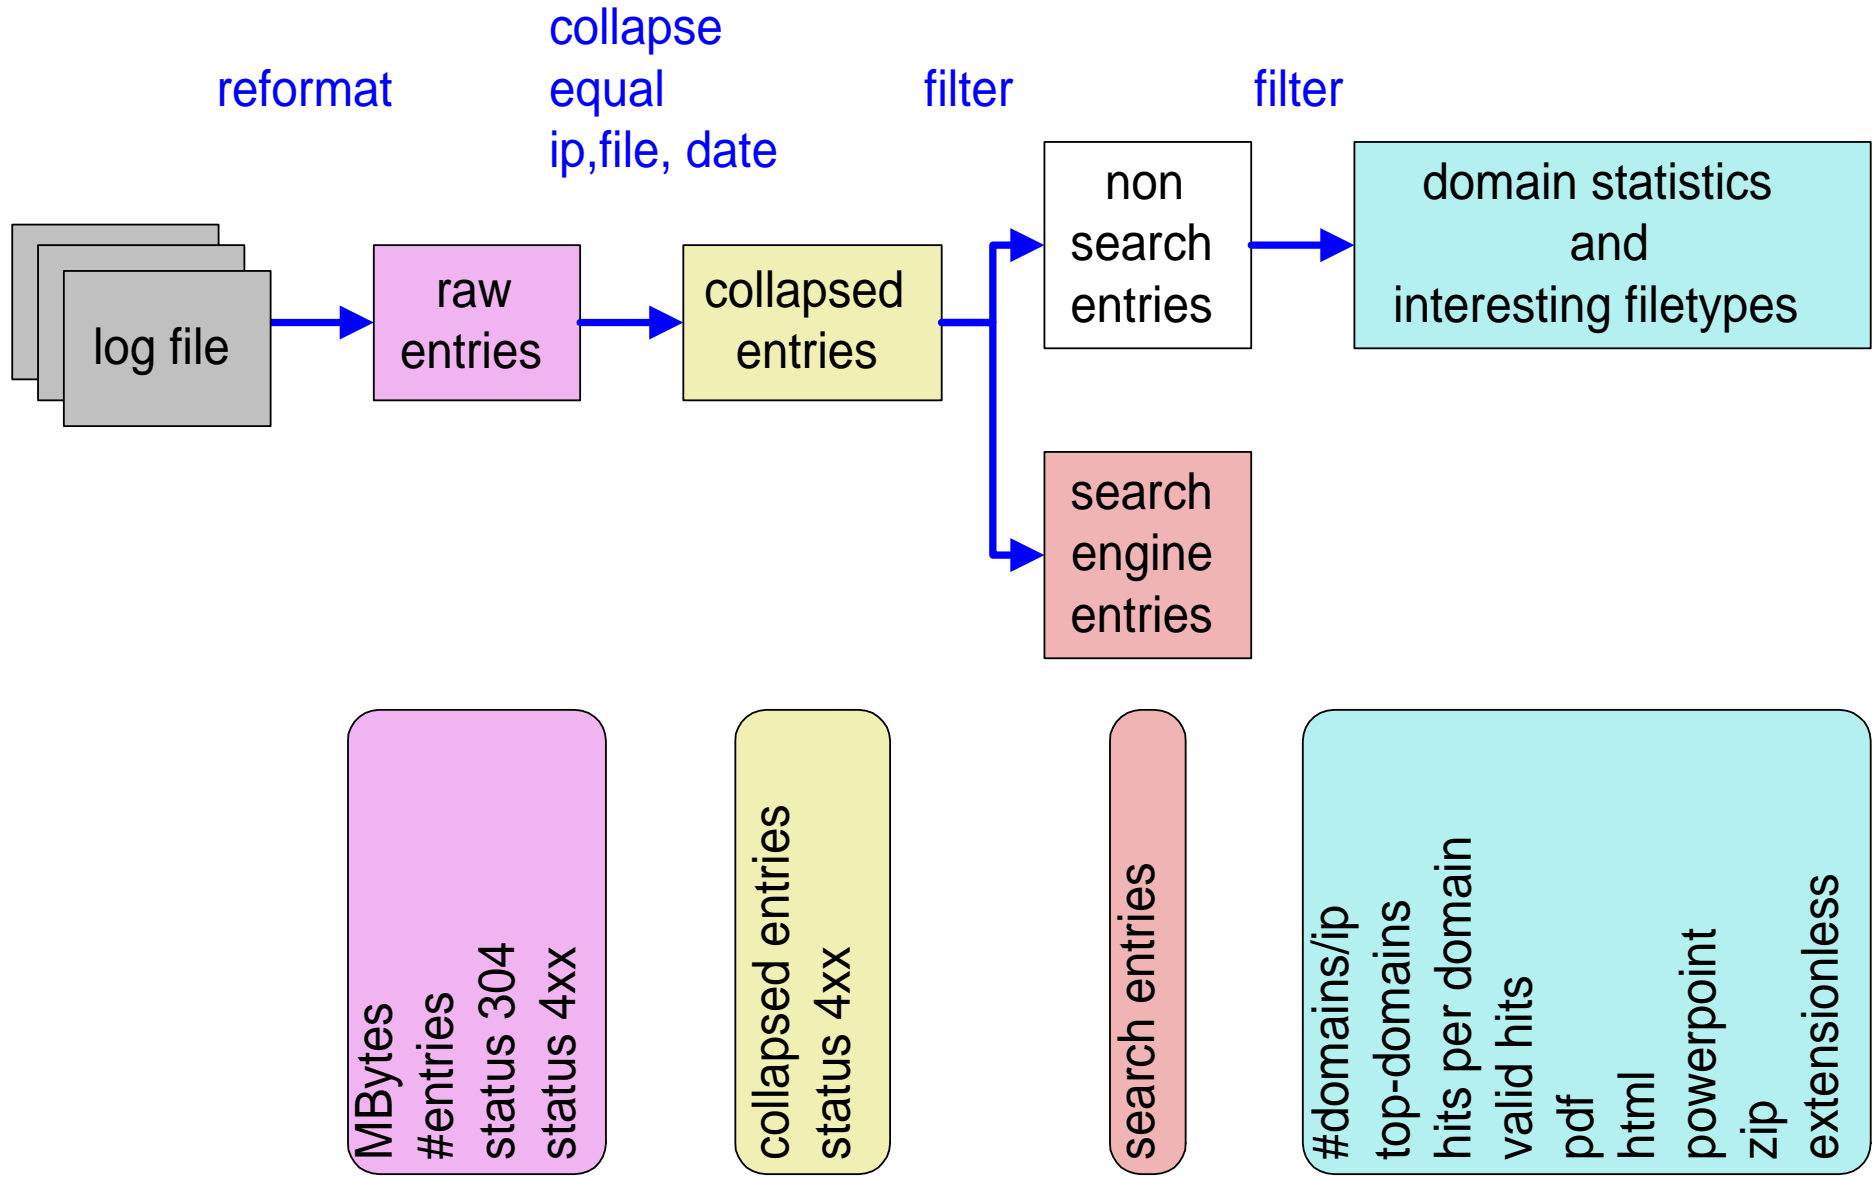 collapse
equal
ip,file, date
reformat
filter
filter
log file
raw
entries
collapsed
entries
non
search
entries
domain statistics
and
interesting filetypes
search
engine
entries
MBytes
#entries
status 304
status 4xx
collapsed entries
status 4xx
search entries
#domains/ip
top-domains
hits per domain
valid hits
pdf
html
powerpoint
zip
extensionless